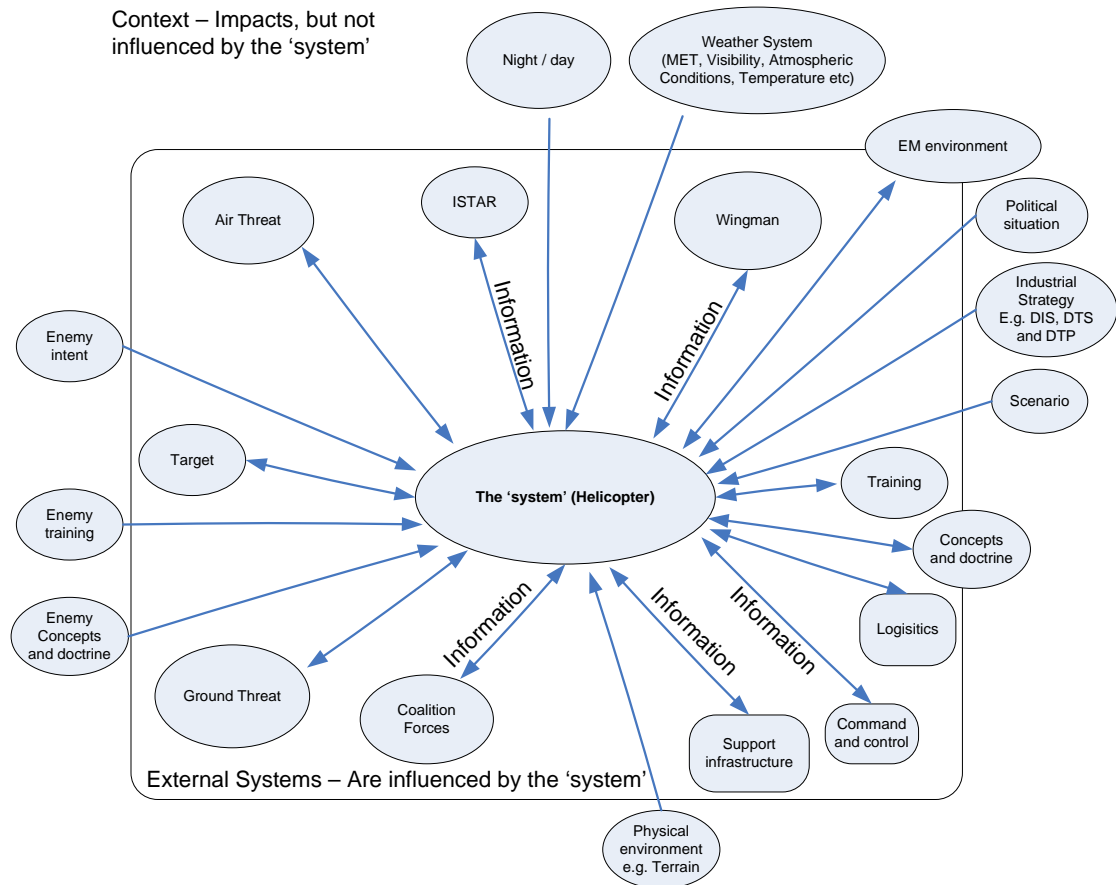 Context – Impacts, but not
influenced by the ‘system’
Night / day
Weather System
(MET, Visibility, Atmospheric
Conditions, Temperature etc)
EM environment
Air Threat
ISTAR
Wingman
Political
situation
Information
Information
Industrial
Strategy
E.g. DIS, DTS
and DTP
Enemy
intent
Scenario
Target
The ‘system’ (Helicopter)
Training
Enemy
training
Concepts
and doctrine
Enemy
Concepts
and doctrine
Logisitics
Information
Information
Information
Ground Threat
Coalition
Forces
Support
infrastructure
Command
and control
External Systems – Are influenced by the ‘system’
Physical
environment
e.g. Terrain